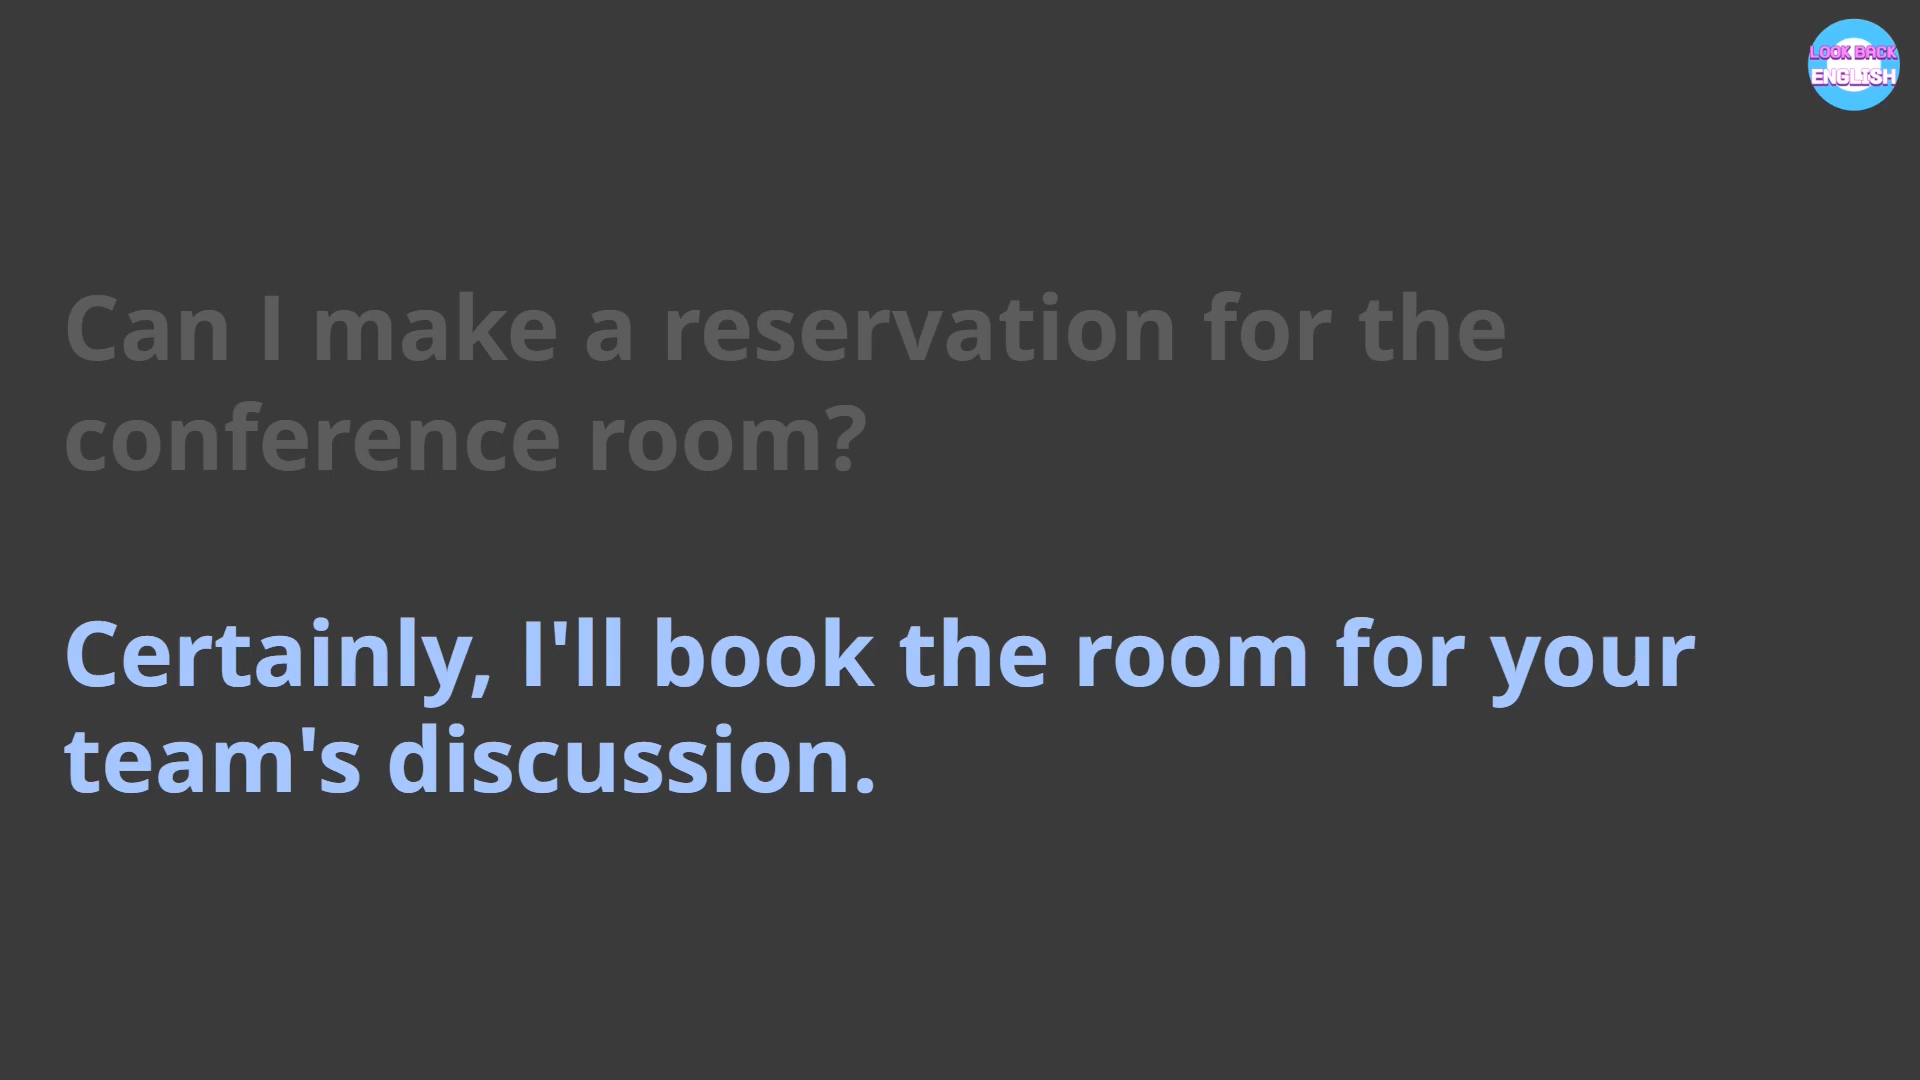 LOOK BACK
ENGLISH
Can I make a reservation for the
conference room?
Certainly, I'll book the room for your
team's discussion.